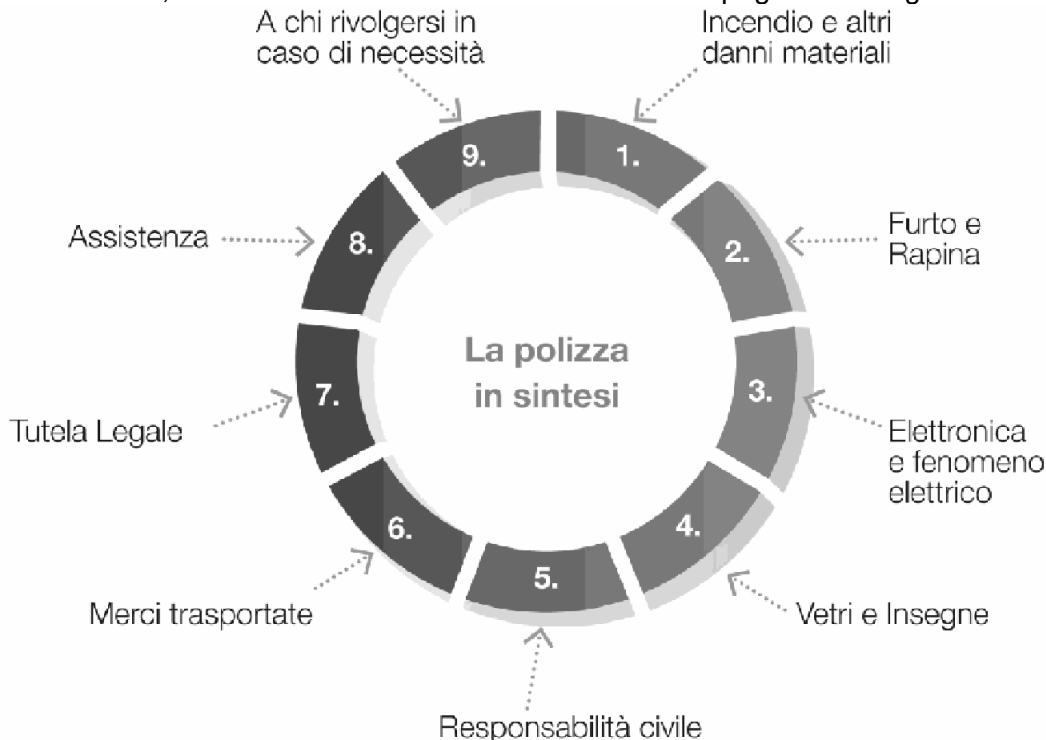 A chi rivolgersi in
caso di necessità
Incendio e altri
danni materiali
9.
1.
Assistenza
8.
2.
Furto e
Rapina
La polizza
in sintesi
7.
3.
Tutela Legale
Elettronica
e fenomeno
elettrico
6.
4.
5.
Merci trasportate
Vetri e Insegne
Responsabilità civile